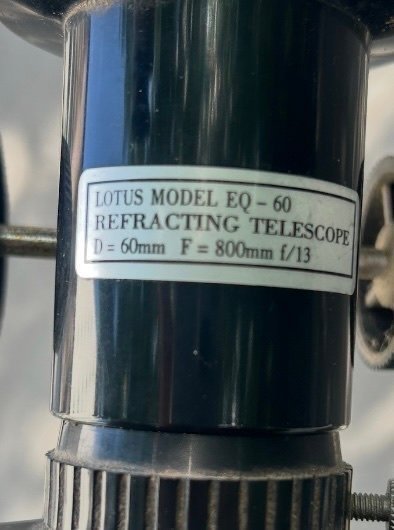 LOTUS MODEL EQ - 60
REFRACTING TELESCOPE
D = 60mm F = 800mm f/13